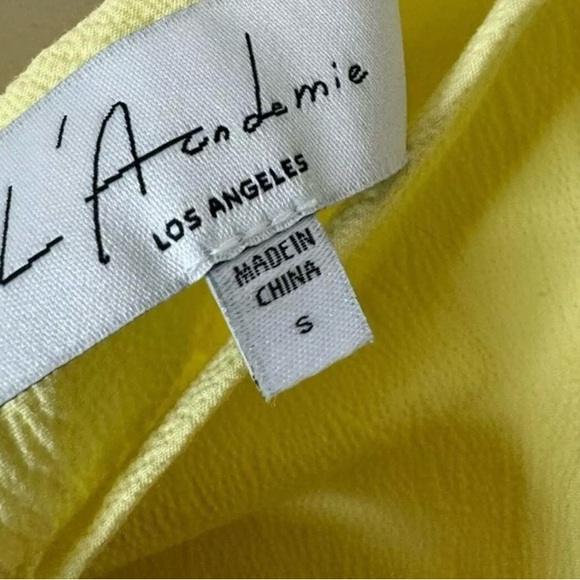 L'Academie
LOS ANGELES
MADE IN
CHINA
S